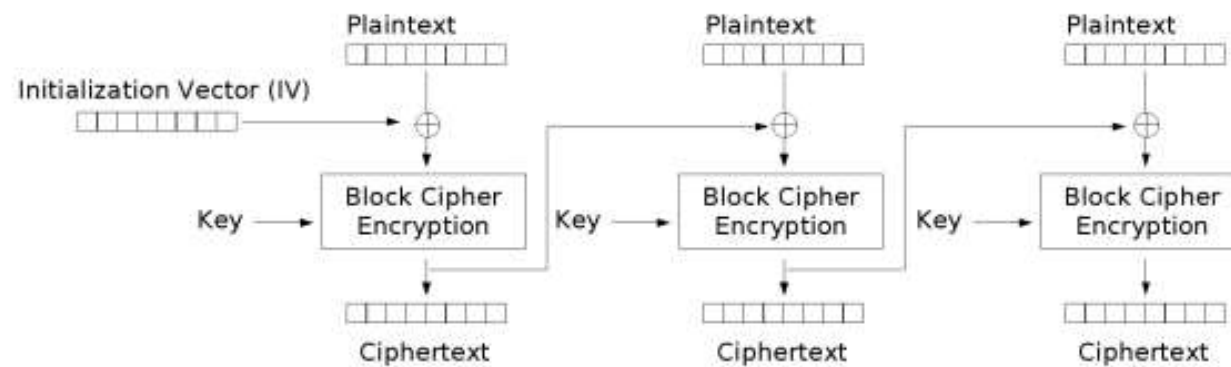 Plaintext Plaintext Plaintext
Initialization Vector (IV)
Block Cipher Block Cipher Block Cipher
Key Key Key
Encryption Encryption Encryption
Ciphertext Ciphertext Ciphertext